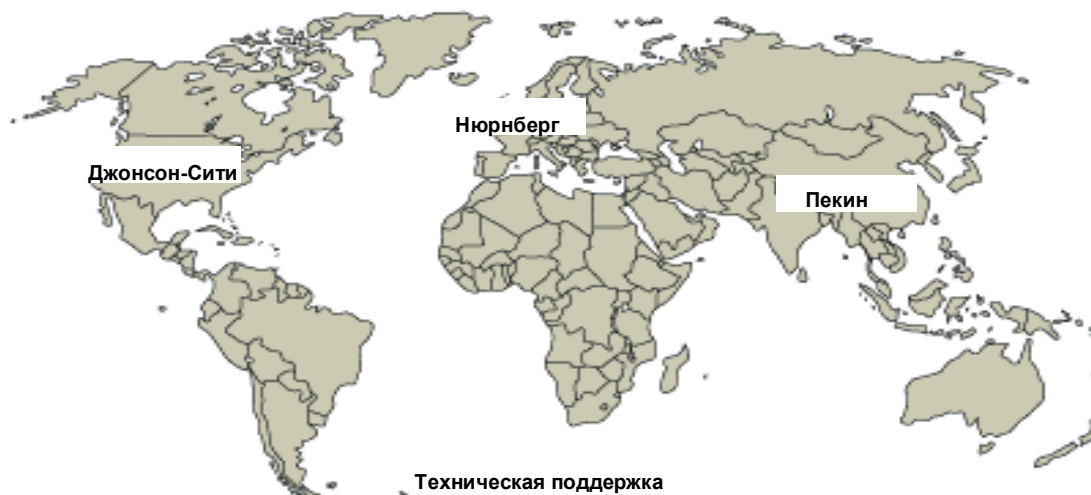 Нюрнберг
Джонсон-Сити
Пекин
Техническая поддержка